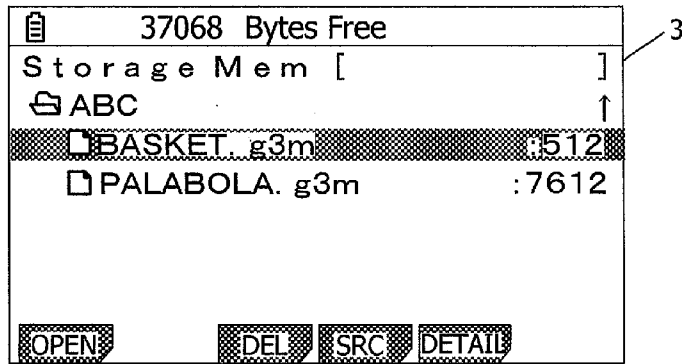 37068 Bytes Free
3
Storage Mem [ ]
ABC ↑
BASKET. g3m :512
PALABOLA. g3m :7612
OPEN DEL SRC DETAIL